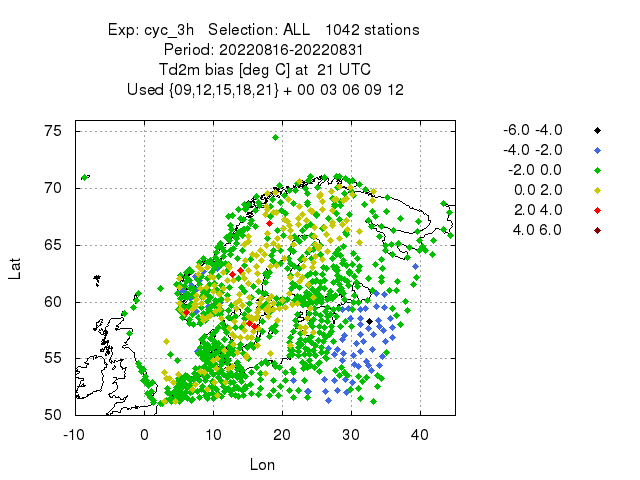 Exp: cyc_3h   Selection: ALL   1042 stations
Period: 20220816-20220831
Td2m bias [deg C] at  21 UTC
Used {09,12,15,18,21} + 00 03 06 09 12
-6.0 -4.0
-4.0 -2.0
-2.0 0.0
0.0 2.0
2.0 4.0
4.0 6.0
75
70
65
60
55
50
Lat
-10 0 10 20 30 40
Lon